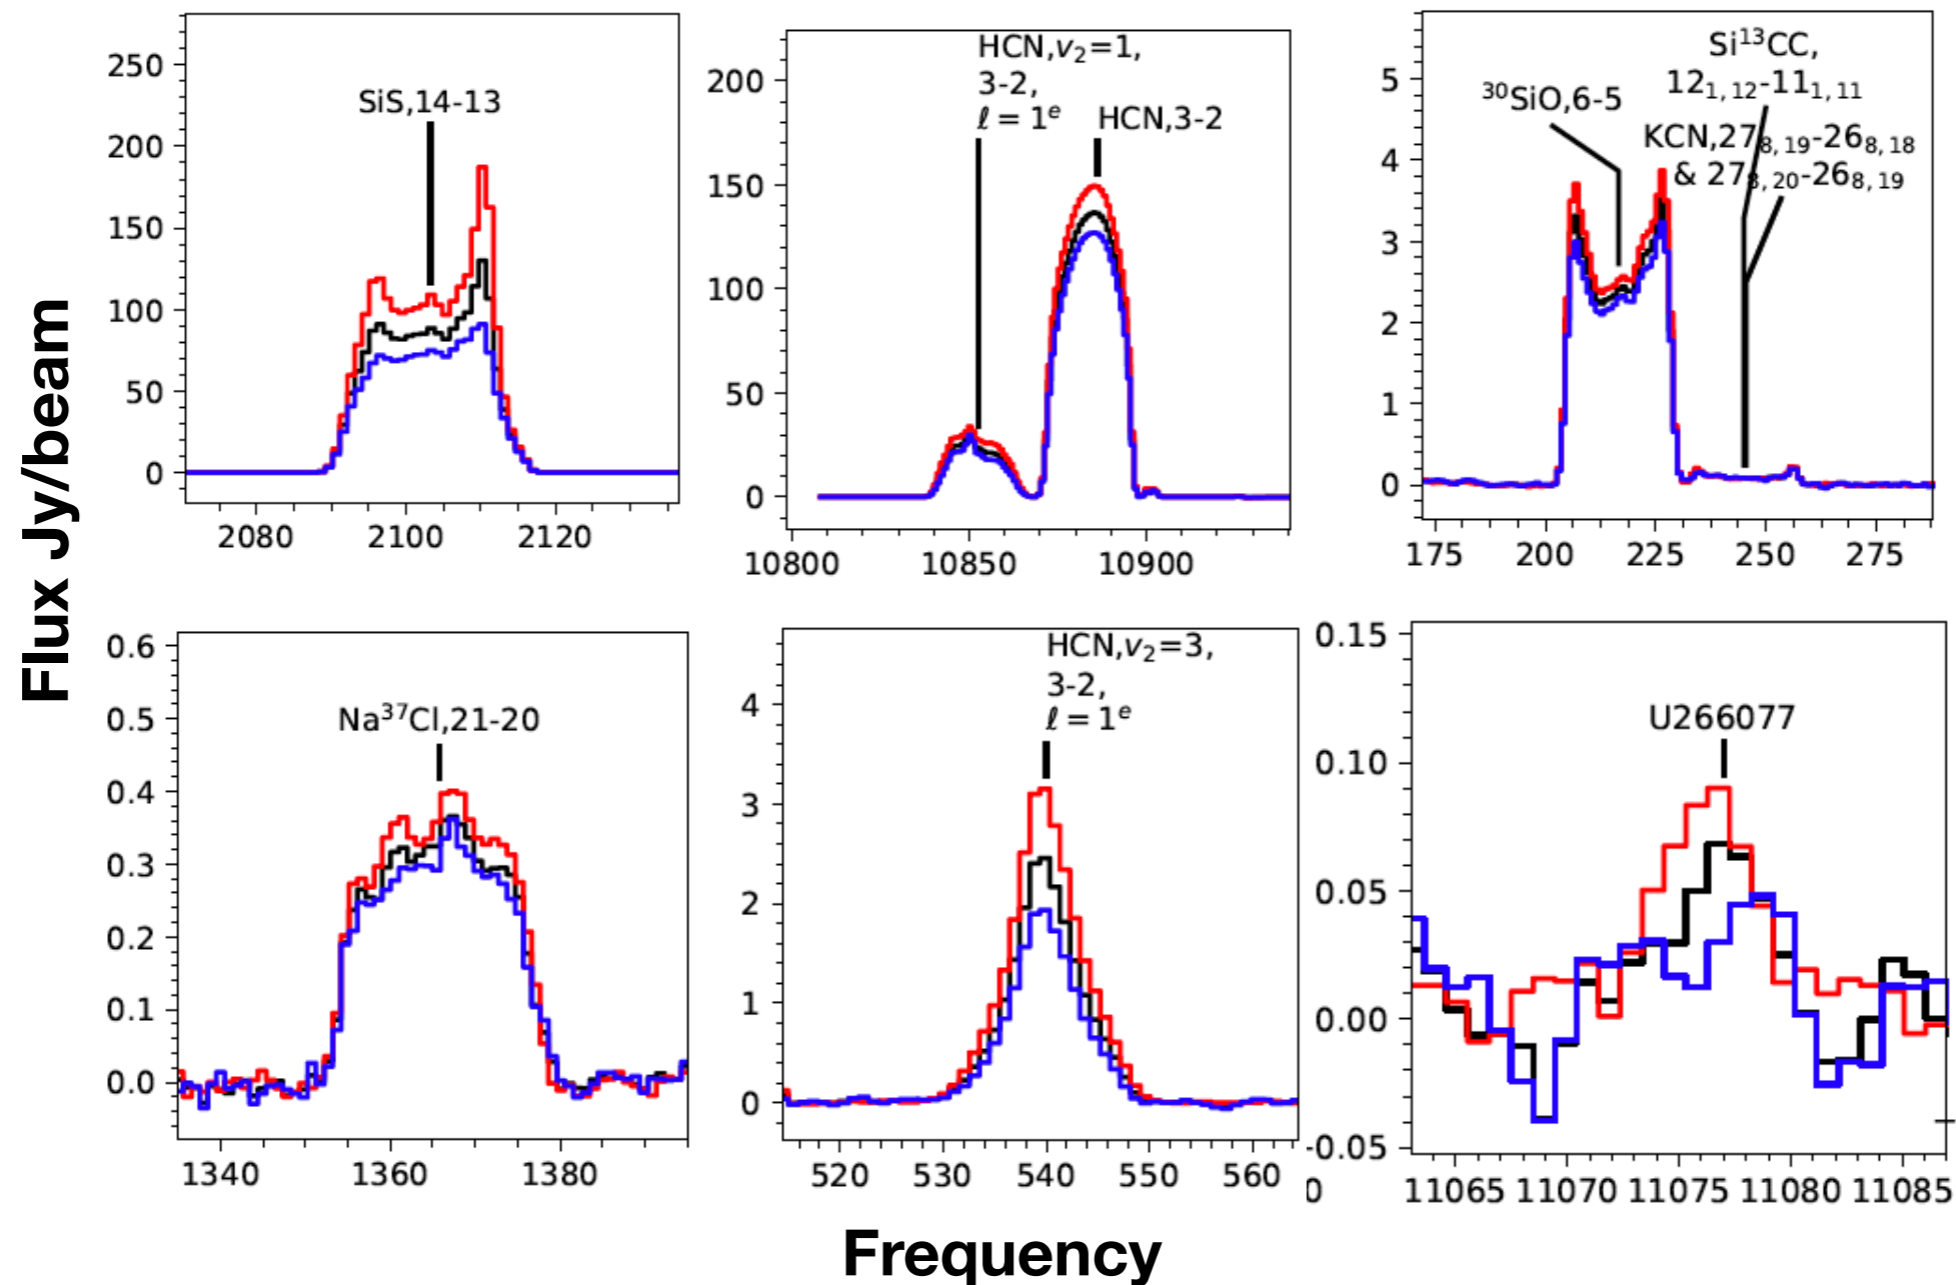 Flux Jy/beam
250
200
150
100
50
0
SiS,14-13
2080 2100 2120
200
150
100
50
0
HCN,v₂=1,
3-2,
ℓ = 1ᵉ
HCN,3-2
10800 10850 10900
5
4
3
2
1
0
³⁰SiO,6-5
Si¹³CC,
12₁,₁₂-11₁,₁₁
KCN,27₈,₁₉-26₈,₁₈
& 27₈,₂₀-26₈,₁₉
175 200 225 250 275
0.6
0.5
0.4
0.3
0.2
0.1
0.0
Na³⁷Cl,21-20
1340 1360 1380
4
3
2
1
0
HCN,v₂=3,
3-2,
ℓ = 1ᵉ
520 530 540 550 560
0.15
0.10
0.05
0.00
-0.05
0
U266077
11065 11070 11075 11080 11085
Frequency